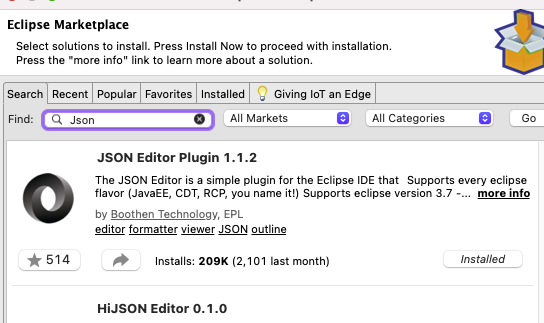 Eclipse Marketplace
Select solutions to install. Press Install Now to proceed with installation.
Press the "more info" link to learn more about a solution.
Search Recent Popular Favorites Installed Giving IoT an Edge
Find: Json All Markets All Categories Go
JSON Editor Plugin 1.1.2
The JSON Editor is a simple plugin for the Eclipse IDE that Supports every eclipse
flavor (JavaEE, CDT, RCP, you name it!) Supports eclipse version 3.7 -... more info
by Boothen Technology, EPL
editor formatter viewer JSON outline
514 Installs: 209K (2,101 last month) Installed
HiJSON Editor 0.1.0